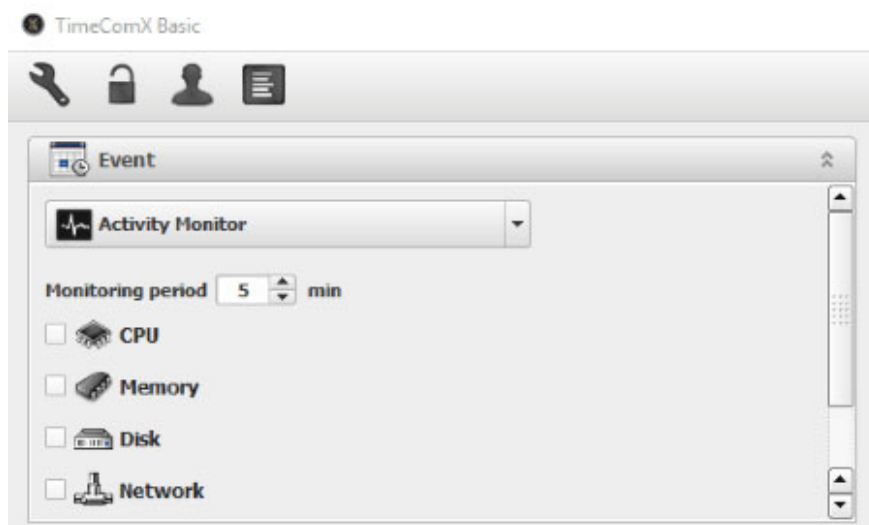 TimeComX Basic
Event
Activity Monitor
Monitoring period 5 min
CPU
Memory
Disk
Network